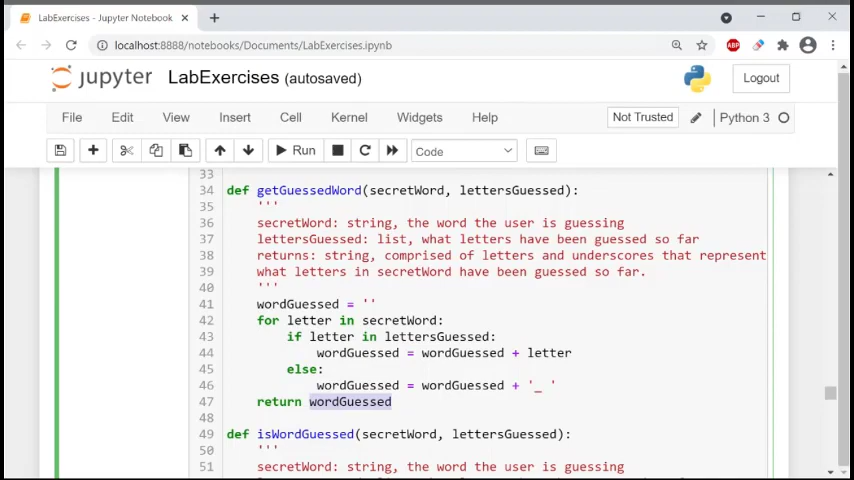 LabExercises - Jupyter Notebook
localhost:8888/notebooks/Documents/LabExercises.ipynb
ABP
jupyter LabExercises (autosaved)
Logout
File Edit View Insert Cell Kernel Widgets Help
Not Trusted
Python 3
Run
Code
33
34 def getGuessedWord(secretWord, lettersGuessed):
35 '''
36 secretWord: string, the word the user is guessing
37 lettersGuessed: list, what letters have been guessed so far
38 returns: string, comprised of letters and underscores that represent
39 what letters in secretWord have been guessed so far.
40 '''
41 wordGuessed = ''
42 for letter in secretWord:
43 if letter in lettersGuessed:
44 wordGuessed = wordGuessed + letter
45 else:
46 wordGuessed = wordGuessed + '_ '
47 return wordGuessed
48
49 def isWordGuessed(secretWord, lettersGuessed):
50 '''
51 secretWord: string, the word the user is guessing